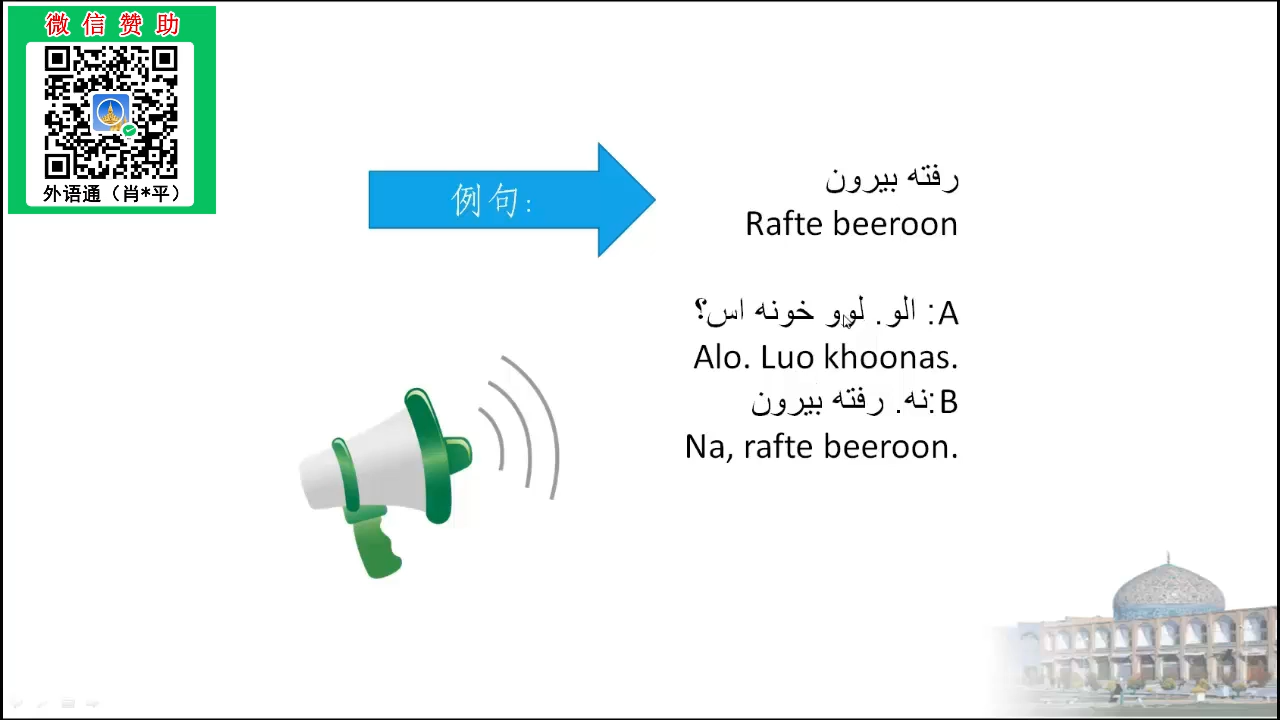 微信赞助
外语通（肖*平）
例句:
رفته بیرون
Rafte beeroon
A: الو. لوو خونه اس؟
Alo. Luo khoonas.
B:نه. رفته بیرون
Na, rafte beeroon.